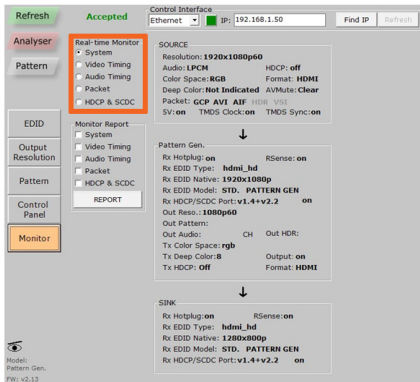 Refresh
Accepted
Control Interface
Ethernet
IP: 192.168.1.50
Find IP
Refresh
Analyser
Pattern
Real-time Monitor
System
Video Timing
Audio Timing
Packet
HDCP & SCDC
SOURCE
Resolution: 1920x1080p60
Audio: LPCM HDCP: off
Color Space: RGB Format: HDMI
Deep Color: Not Indicated AVMute: Clear
Packet: GCP AVI AIF HDR VSI
SV: on TMDS Clock: on TMDS Sync: on
EDID
Output
Resolution
Pattern
Control
Panel
Monitor
Monitor Report
System
Video Timing
Audio Timing
Packet
HDCP & SCDC
REPORT
Pattern Gen.
Rx Hotplug: on RSense: on
Rx EDID Type: hdmi_hd
Rx EDID Native: 1920x1080p
Rx EDID Model: STD. PATTERN GEN
Rx HDCP/SCDC Port: v1.4+v2.2 on
Out Reso.: 1080p60
Out Pattern:
Out Audio: CH Out HDR:
Tx Color Space: rgb
Tx Deep Color: 8 Output: on
Tx HDCP: Off Format: HDMI
SINK
Rx Hotplug: on RSense: on
Rx EDID Type: hdmi_hd
Rx EDID Native: 1280x800p
Rx EDID Model: STD. PATTERN GEN
Rx HDCP/SCDC Port: v1.4+v2.2 on
Model:
Pattern Gen.
FW: v2.13